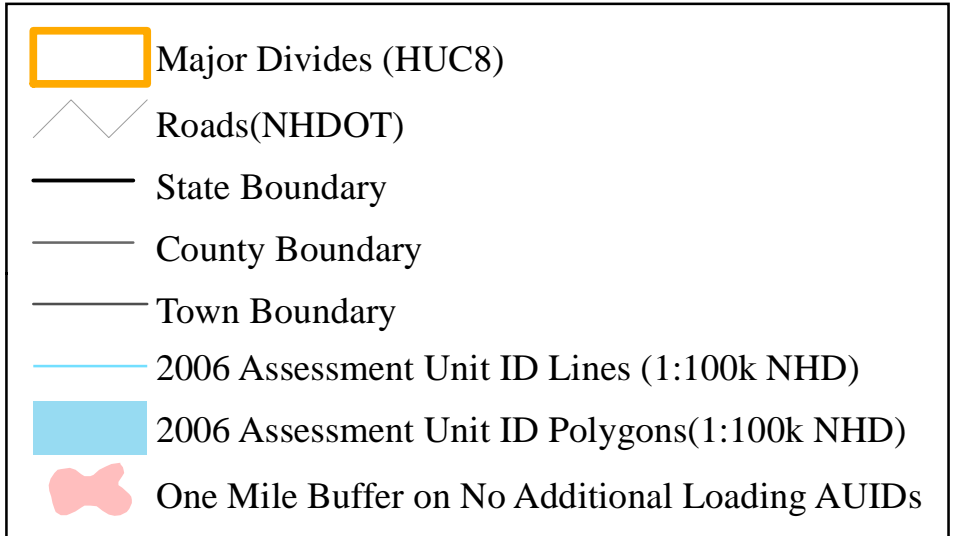 Major Divides (HUC8)
Roads(NHDOT)
State Boundary
County Boundary
Town Boundary
2006 Assessment Unit ID Lines (1:100k NHD)
2006 Assessment Unit ID Polygons(1:100k NHD)
One Mile Buffer on No Additional Loading AUIDs